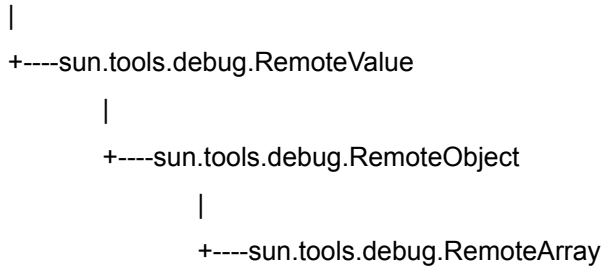 |
+----sun.tools.debug.RemoteValue
|
+----sun.tools.debug.RemoteObject
|
+----sun.tools.debug.RemoteArray